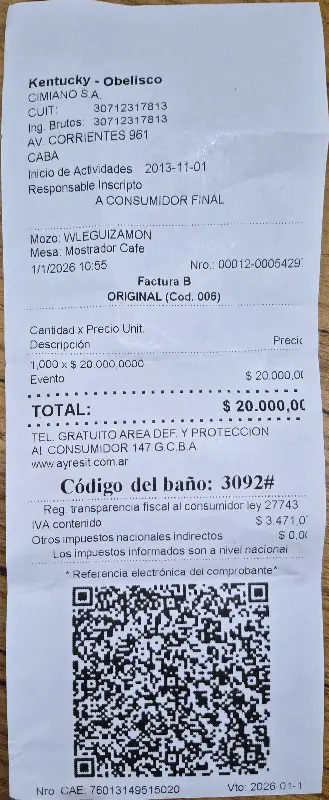 Kentucky - Obelisco
CIMIANO S.A.
CUIT: 30712317813
Ing. Brutos: 30712317813
AV. CORRIENTES 961
CABA
Inicio de Actividades 2013-11-01
Responsable Inscripto
A CONSUMIDOR FINAL
Mozo: WLEGUIZAMON
Mesa: Mostrador Cafe
1/1/2026 10:55 Nro.: 00012-0005429
Factura B
ORIGINAL (Cod. 006)
Cantidad x Precio Unit.
Descripción Precic
1,000 x $ 20.000,0000
Evento $ 20.000,00
TOTAL: $ 20.000,00
TEL. GRATUITO AREA DEF. Y PROTECCION
AL CONSUMIDOR 147 G.C.B.A.
www.ayresit.com.ar
Código del baño: 3092#
Reg. transparencia fiscal al consumidor ley 27743
IVA contenido $ 3.471,0
Otros impuestos nacionales indirectos $ 0,00
Los impuestos informados son a nivel nacional
* Referencia electrónica del comprobante*
Nro CAE: 76013149515020 Vto: 2026-01-1